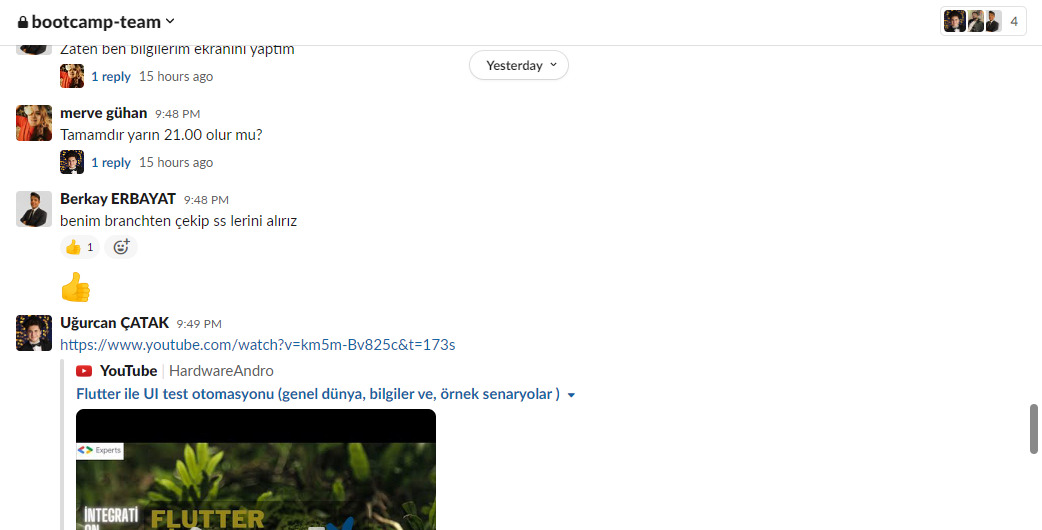 bootcamp-team
4
Zaten ben bilgilerim ekranını yaptım
Yesterday
1 reply 15 hours ago
merve gühan 9:48 PM
Tamamdır yarın 21.00 olur mu?
1 reply 15 hours ago
Berkay ERBAYAT 9:48 PM
benim branchten çekip ss lerini alırız
1
Uğurcan ÇATAK 9:49 PM
https://www.youtube.com/watch?v=km5m-Bv825c&t=173s
YouTube HardwareAndro
Flutter ile UI test otomasyonu (genel dünya, bilgiler ve, örnek senaryolar )
Experts
İNTEGRATİ
ON
FLUTTER